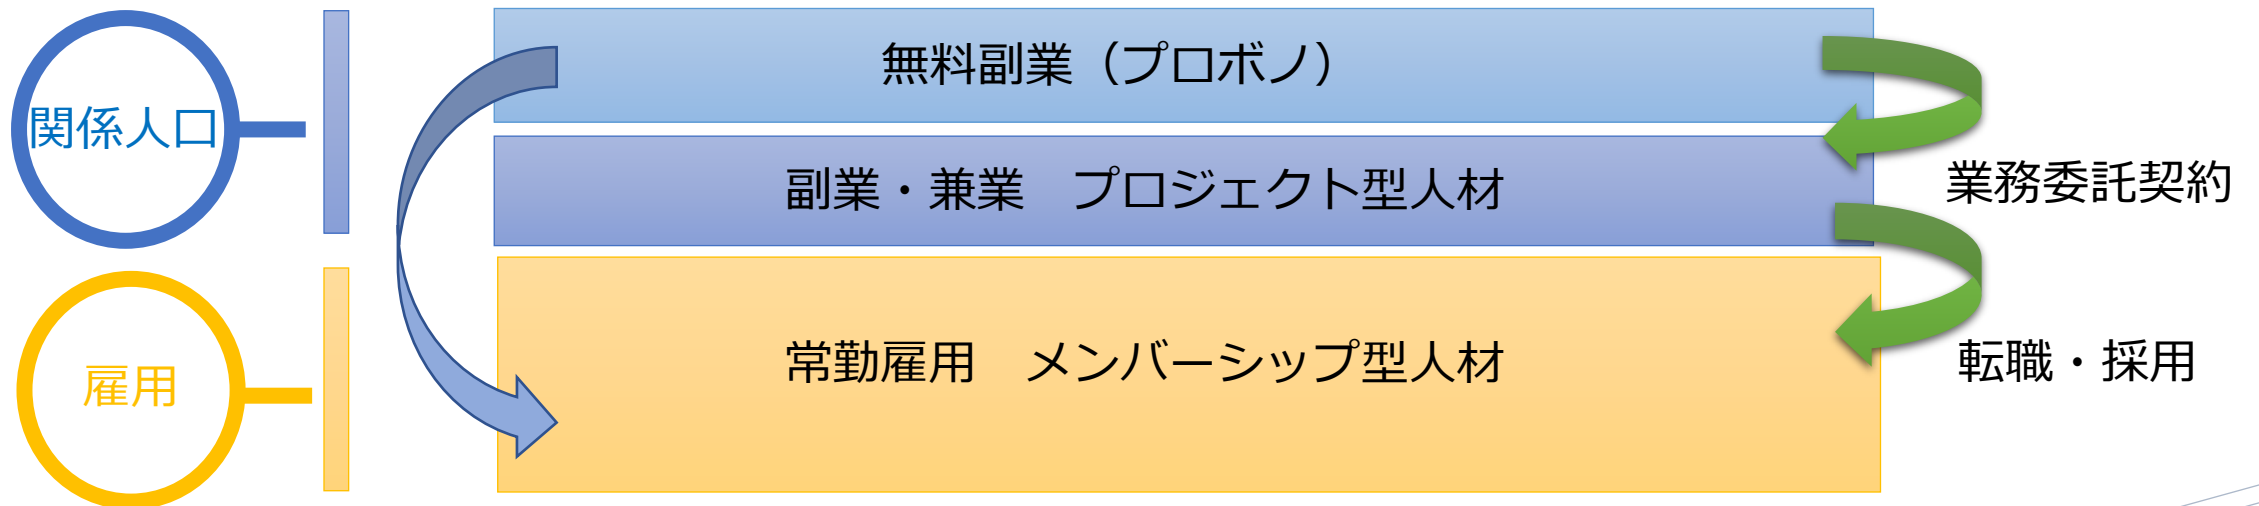 無料副業（プロボノ）
関係人口
副業・兼業　プロジェクト型人材
業務委託契約
常勤雇用　メンバーシップ型人材
転職・採用
雇用